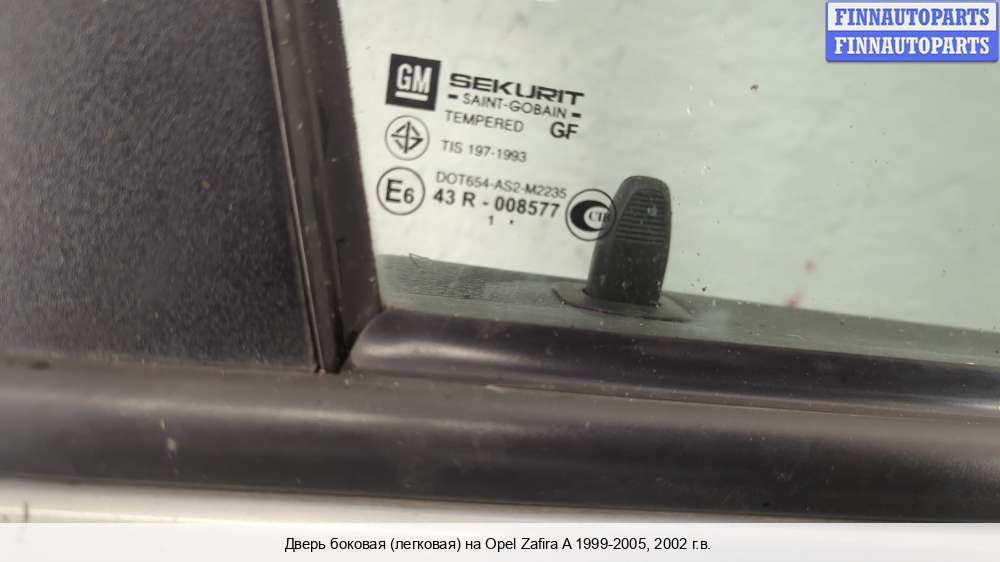 FINNAUTOPARTS
FINNAUTOPARTS
GM SEKURIT
- SAINT-GOBAIN -
TEMPERED GF
TIS 197-1993
DOT654-AS2-M2235
E6 43 R - 008577
1 •
Дверь боковая (легковая) на Opel Zafira A 1999-2005, 2002 г.в.